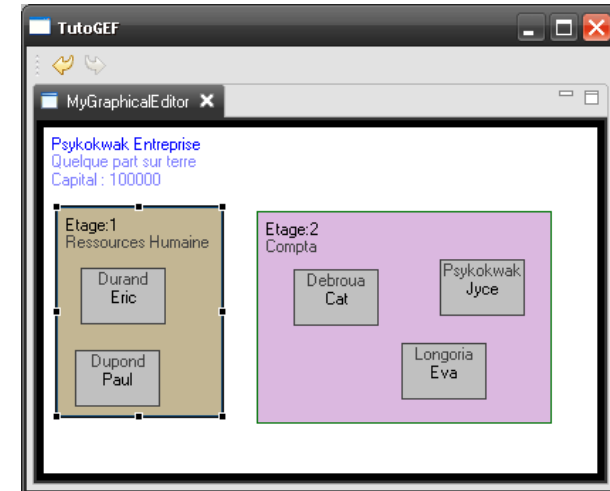 TutoGEF
MyGraphicalEditor
Psykokwak Entreprise
Quelque part sur terre
Capital : 100000
Etage:1
Ressources Humaine
Durand
Eric
Dupond
Paul
Etage:2
Compta
Debroua
Cat
Psykokwak
Jyce
Longoria
Eva